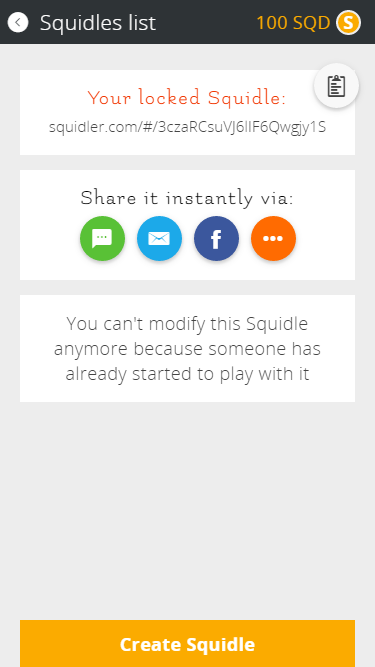 Squidles list
100 SQD S
Your locked Squidle:
squidler.com/#/3czaRCsuVJ6lIF6Qwgjy1S
Share it instantly via:
f
You can't modify this Squidle
anymore because someone has
already started to play with it
Create Squidle